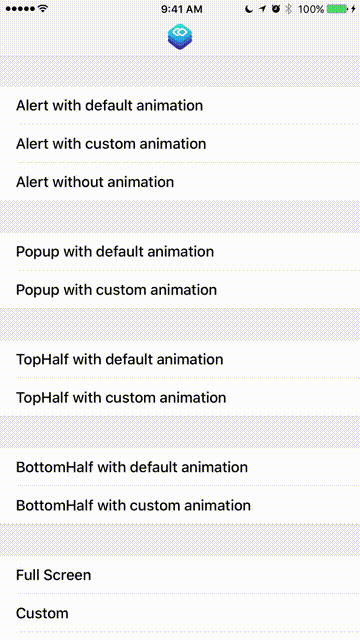 9:41 AM 100%
Alert with default animation
Alert with custom animation
Alert without animation
Popup with default animation
Popup with custom animation
TopHalf with default animation
TopHalf with custom animation
BottomHalf with default animation
BottomHalf with custom animation
Full Screen
Custom